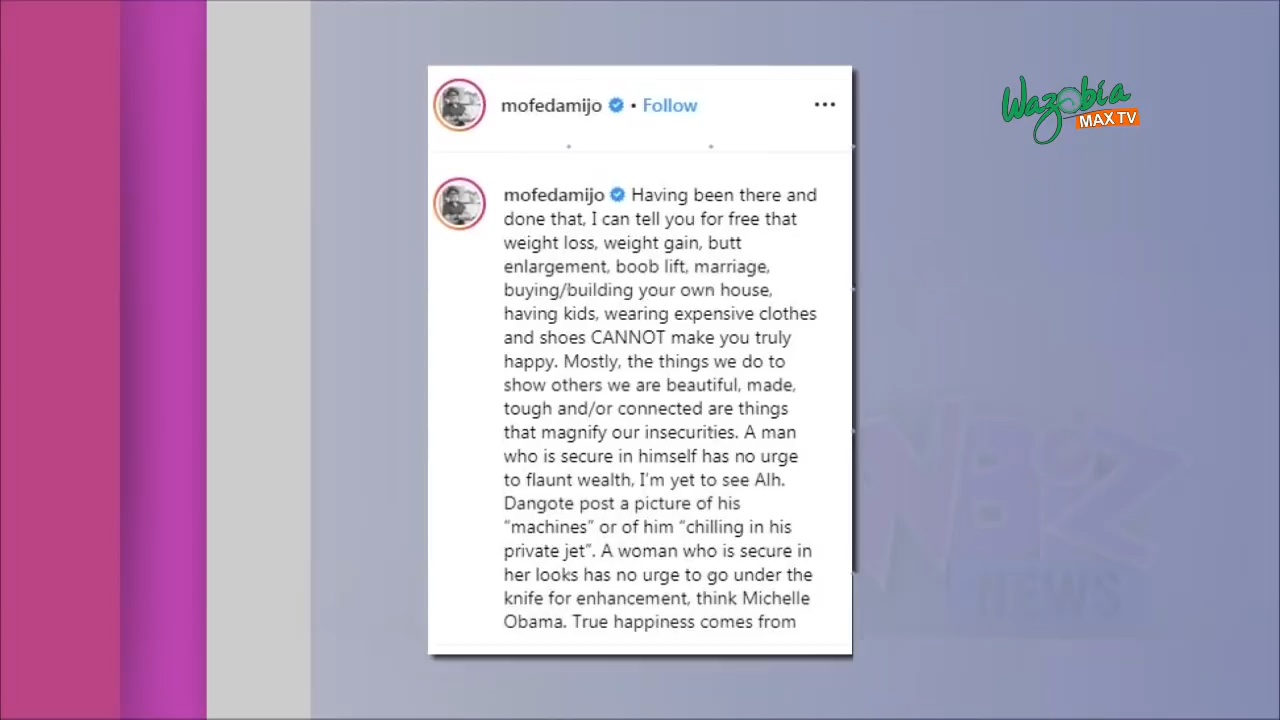 Wazobia
MAX TV
mofedamijo • Follow
mofedamijo Having been there and
done that, I can tell you for free that
weight loss, weight gain, butt
enlargement, boob lift, marriage,
buying/building your own house,
having kids, wearing expensive clothes
and shoes CANNOT make you truly
happy. Mostly, the things we do to
show others we are beautiful, made,
tough and/or connected are things
that magnify our insecurities. A man
who is secure in himself has no urge
to flaunt wealth, I'm yet to see Alh.
Dangote post a picture of his
“machines” or of him “chilling in his
private jet”. A woman who is secure in
her looks has no urge to go under the
knife for enhancement, think Michelle
Obama. True happiness comes from
NBZ
NEWS